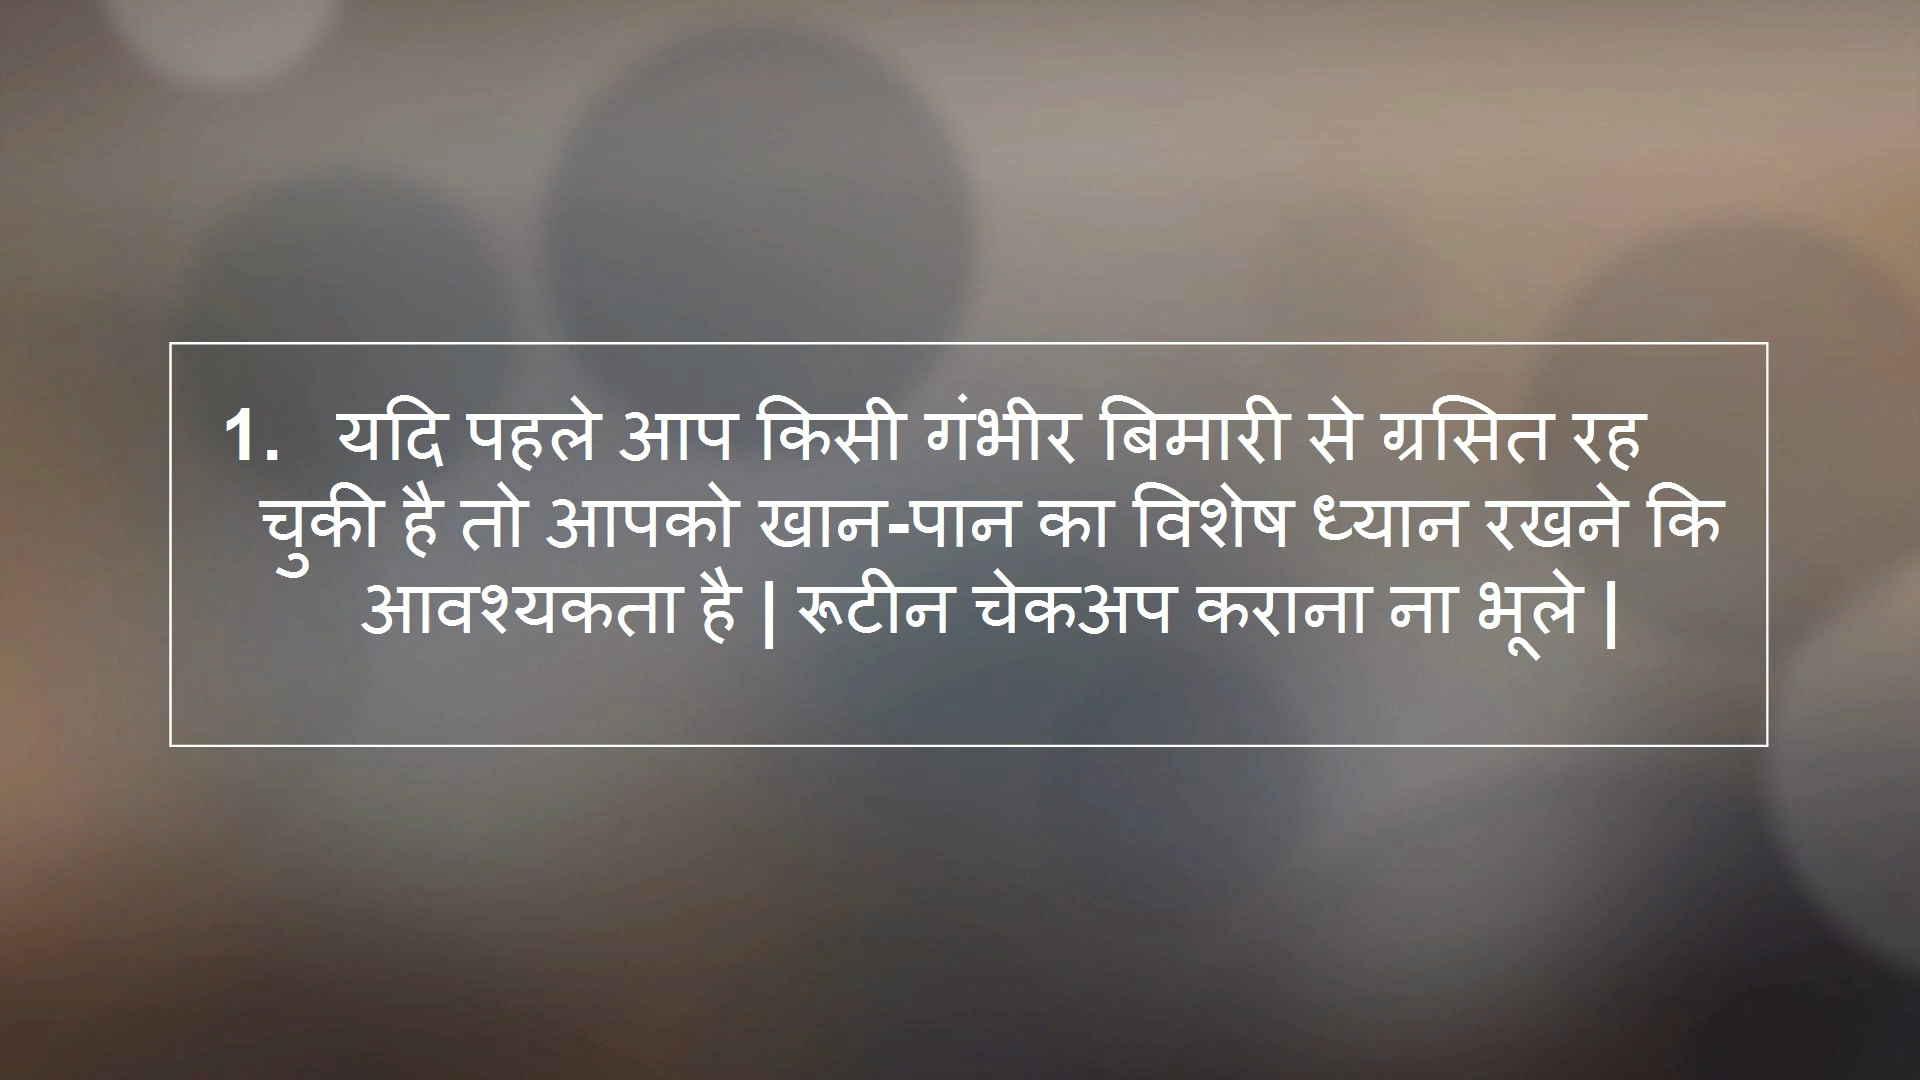 1. यदि पहले आप किसी गंभीर बिमारी से ग्रसित रह
चुकी है तो आपको खान-पान का विशेष ध्यान रखने कि
आवश्यकता है | रूटीन चेकअप कराना ना भूले |